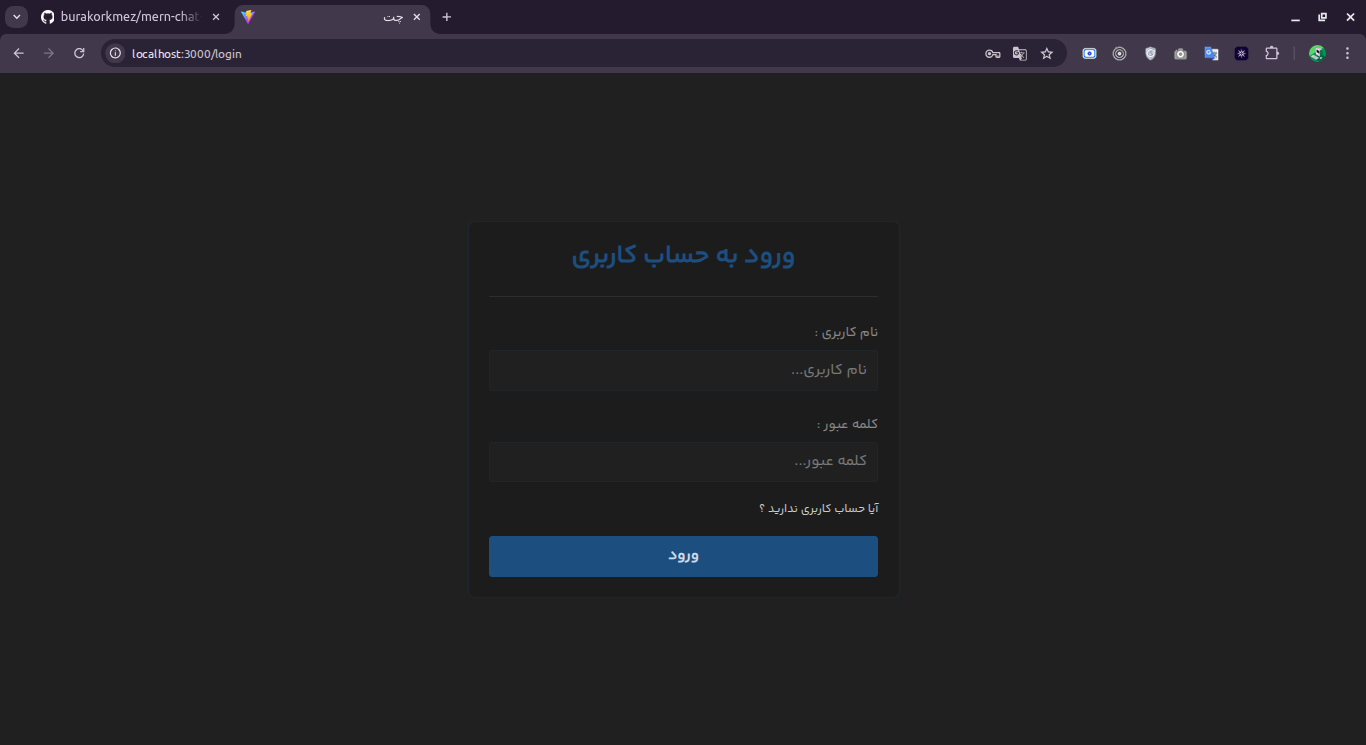 burakorkmez/mern-chat
چت
localhost:3000/login
ورود به حساب کاربری
نام کاربری :
نام کاربری...
کلمه عبور :
کلمه عبور...
آیا حساب کاربری ندارید ؟
ورود